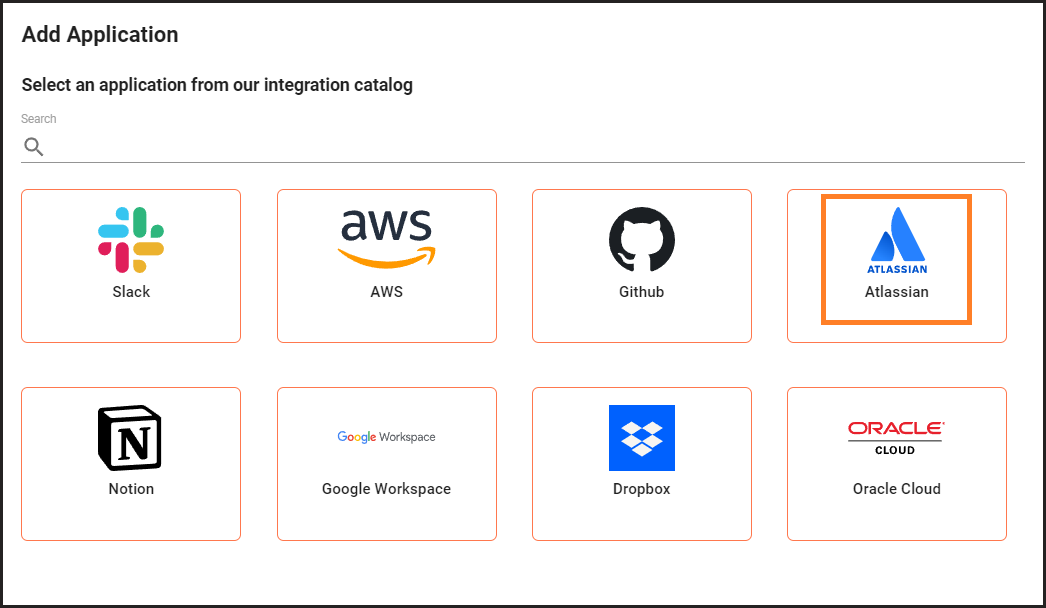 Add Application
Select an application from our integration catalog
Search
aws
ATLASSIAN
Slack
AWS
Github
Atlassian
N
Google Workspace
ORACLE
CLOUD
Notion
Google Workspace
Dropbox
Oracle Cloud